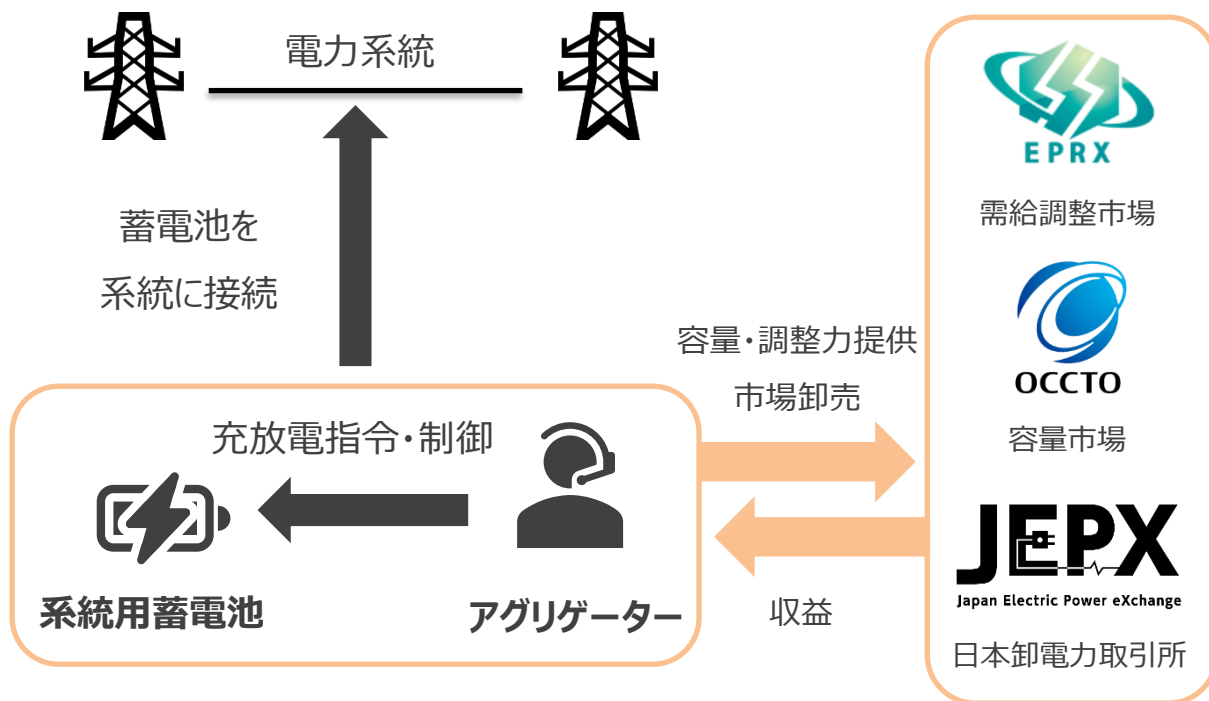 電力系統
蓄電池を
系統に接続
充放電指令・制御
系統用蓄電池
アグリゲーター
容量・調整力提供
市場卸売
収益
EPRX
需給調整市場
OCCTO
容量市場
JEPX
Japan Electric Power eXchange
日本卸電力取引所